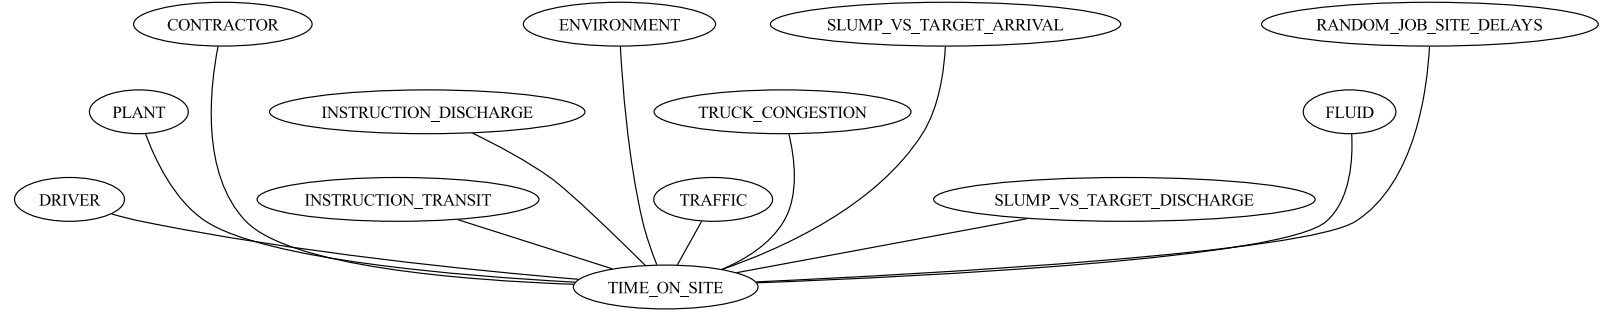 CONTRACTOR
ENVIRONMENT
SLUMP_VS_TARGET_ARRIVAL
RANDOM_JOB_SITE_DELAYS
PLANT
INSTRUCTION_DISCHARGE
TRUCK_CONGESTION
FLUID
DRIVER
INSTRUCTION_TRANSIT
TRAFFIC
SLUMP_VS_TARGET_DISCHARGE
TIME_ON_SITE